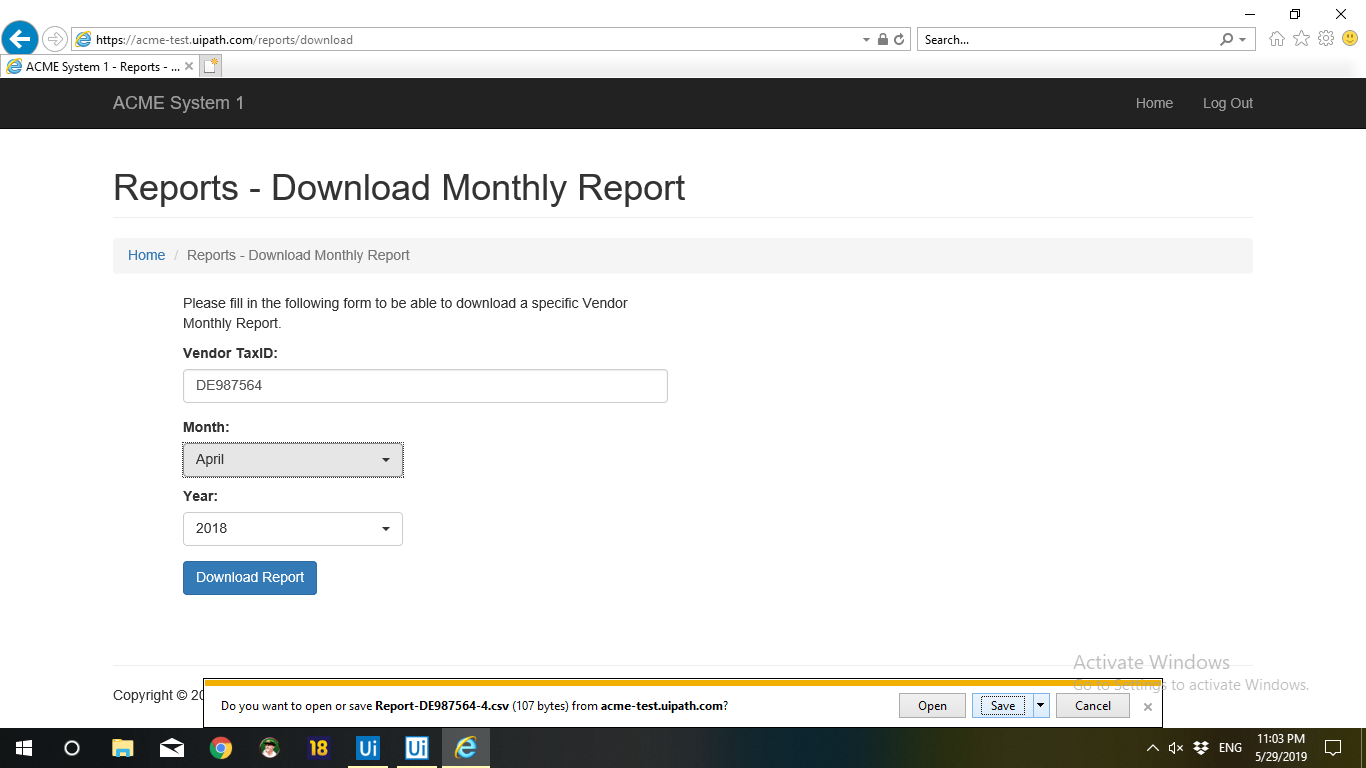 https://acme-test.uipath.com/reports/download
Search...
ACME System 1 - Reports - ...
ACME System 1
Home
Log Out
Reports - Download Monthly Report
Home / Reports - Download Monthly Report
Please fill in the following form to be able to download a specific Vendor
Monthly Report.
Vendor TaxID:
DE987564
Month:
April
Year:
2018
Download Report
Activate Windows
Go to Settings to activate Windows.
Copyright © 20
Do you want to open or save Report-DE987564-4.csv (107 bytes) from acme-test.uipath.com?
Open
Save
Cancel
18
Ui
Ui
ENG
11:03 PM
5/29/2019